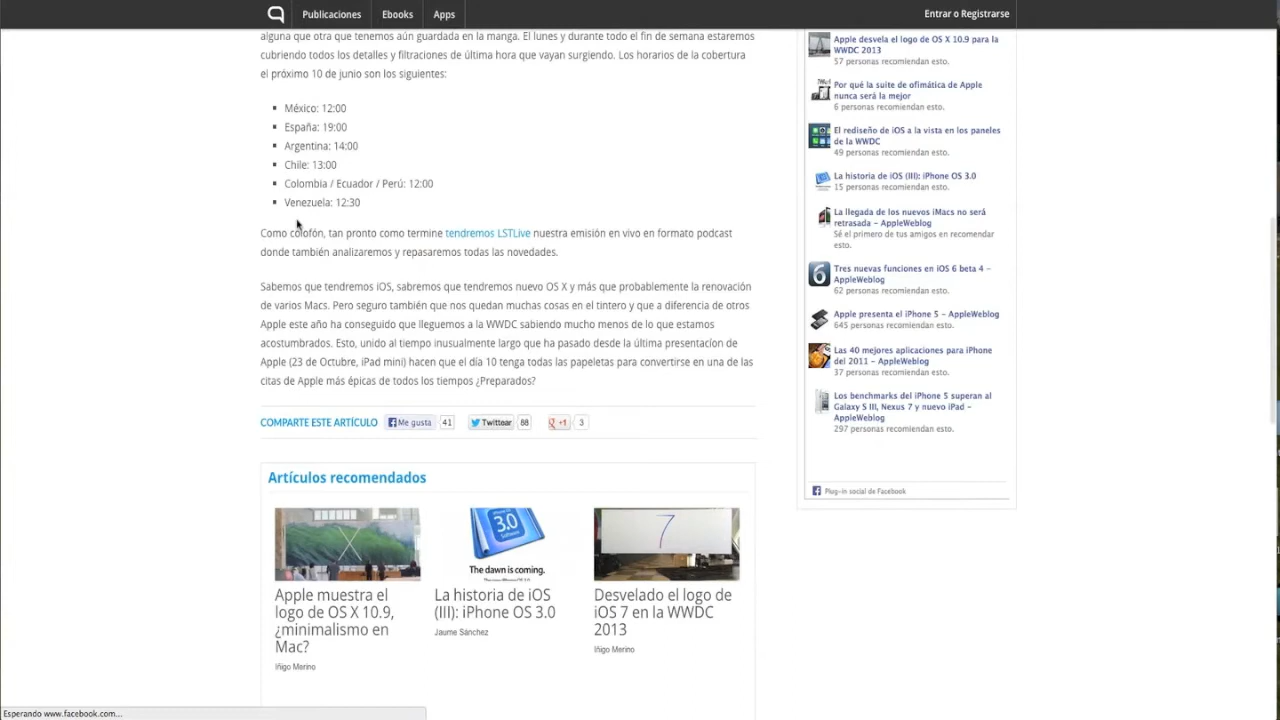 Publicaciones
Ebooks
Apps
Entrar o Registrarse
alguna que otra que tenemos aún guardada en la manga. El lunes y durante todo el fin de semana estaremos
cubriendo todos los detalles y filtraciones de última hora que vayan surgiendo. Los horarios de la cobertura
el próximo 10 de junio son los siguientes:
México: 12:00
España: 19:00
Argentina: 14:00
Chile: 13:00
Colombia / Ecuador / Perú: 12:00
Venezuela: 12:30
Como colofón, tan pronto como termine tendremos LSTLive nuestra emisión en vivo en formato podcast
donde también analizaremos y repasaremos todas las novedades.
Sabemos que tendremos iOS, sabremos que tendremos nuevo OS X y más que probablemente la renovación
de varios Macs. Pero seguro también que nos quedan muchas cosas en el tintero y que a diferencia de otros
Apple este año ha conseguido que lleguemos a la WWDC sabiendo mucho menos de lo que estamos
acostumbrados. Esto, unido al tiempo inusualmente largo que ha pasado desde la última presentacíon de
Apple (23 de Octubre, iPad mini) hacen que el día 10 tenga todas las papeletas para convertirse en una de las
citas de Apple más épicas de todos los tiempos ¿Preparados?
COMPARTE ESTE ARTÍCULO
Me gusta
41
Twittear
88
+1
3
Artículos recomendados
X
3.0
The dawn is coming.
7
Apple muestra el
logo de OS X 10.9,
¿minimalismo en
Mac?
Iñigo Merino
La historia de iOS
(III): iPhone OS 3.0
Jaume Sánchez
Desvelado el logo de
iOS 7 en la WWDC
2013
Iñigo Merino
Apple desvela el logo de OS X 10.9 para la
WWDC 2013
57 personas recomiendan esto.
Por qué la suite de ofimática de Apple
nunca será la mejor
6 personas recomiendan esto.
El rediseño de iOS a la vista en los paneles
de la WWDC
49 personas recomiendan esto.
La historia de iOS (III): iPhone OS 3.0
15 personas recomiendan esto.
La llegada de los nuevos iMacs no será
retrasada - AppleWeblog
Sé el primero de tus amigos en recomendar
esto.
6
Tres nuevas funciones en iOS 6 beta 4 -
AppleWeblog
62 personas recomiendan esto.
Apple presenta el iPhone 5 - AppleWeblog
645 personas recomiendan esto.
Las 40 mejores aplicaciones para iPhone
del 2011 - AppleWeblog
37 personas recomiendan esto.
Los benchmarks del iPhone 5 superan al
Galaxy S III, Nexus 7 y nuevo iPad -
AppleWeblog
297 personas recomiendan esto.
Plug-in social de Facebook
Esperando www.facebook.com...